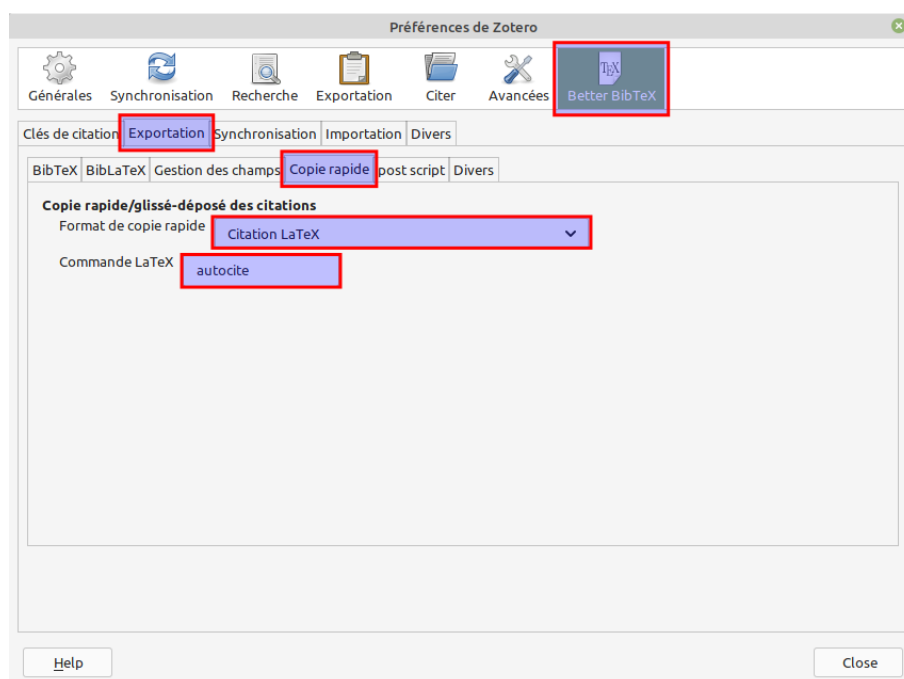 Préférences de Zotero
TEX
Générales Synchronisation Recherche Exportation Citer Avancées Better BibTeX
Clés de citation Exportation Synchronisation Importation Divers
BibTeX BibLaTeX Gestion des champs Copie rapide post script Divers
Copie rapide/glissé-déposé des citations
Format de copie rapide Citation LaTeX
Commande LaTeX autocite
Help Close